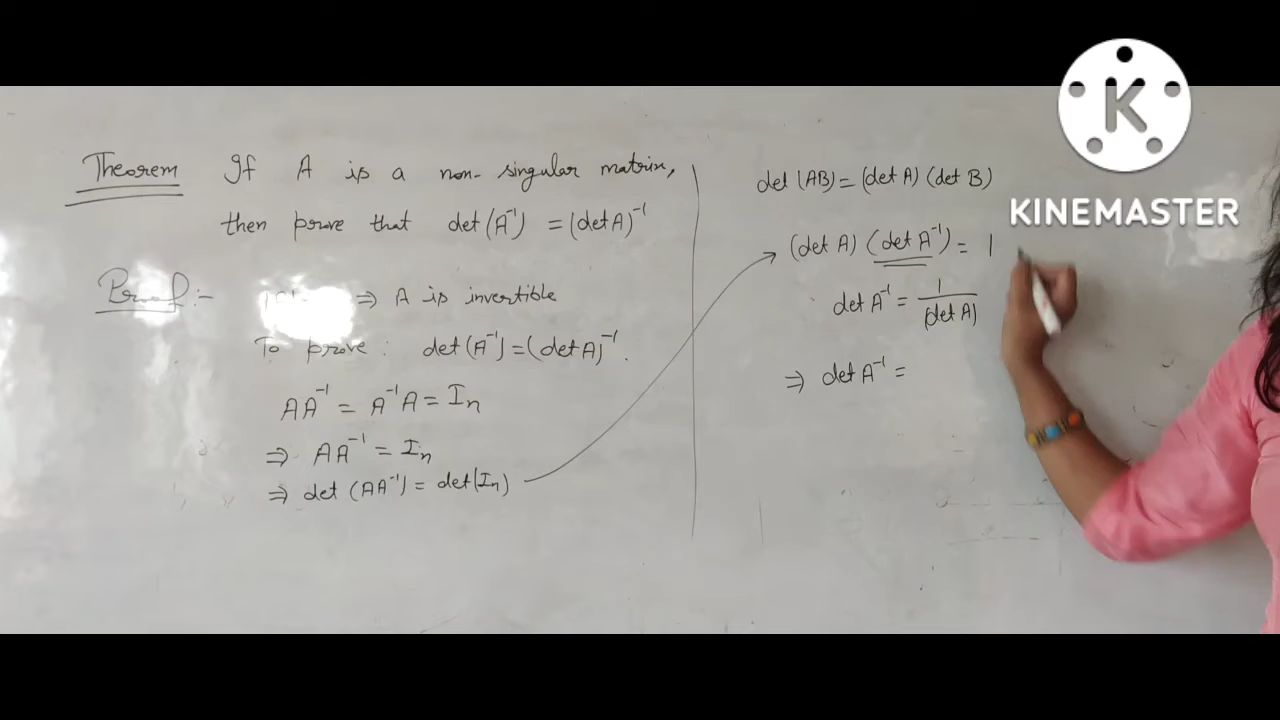 Theorem If A is a non-singular matrix,
then prove that det(A⁻¹) = (det A)⁻¹
Proof :- ⇒ A is invertible
To prove : det(A⁻¹) = (det A)⁻¹.
AA⁻¹ = A⁻¹A = Iₙ
⇒ AA⁻¹ = Iₙ
⇒ det (AA⁻¹) = det(Iₙ)
det (AB) = (det A) (det B)
(det A) (det A⁻¹) = 1
det A⁻¹ = 1/(det A)
⇒ det A⁻¹ =
K
KINEMASTER